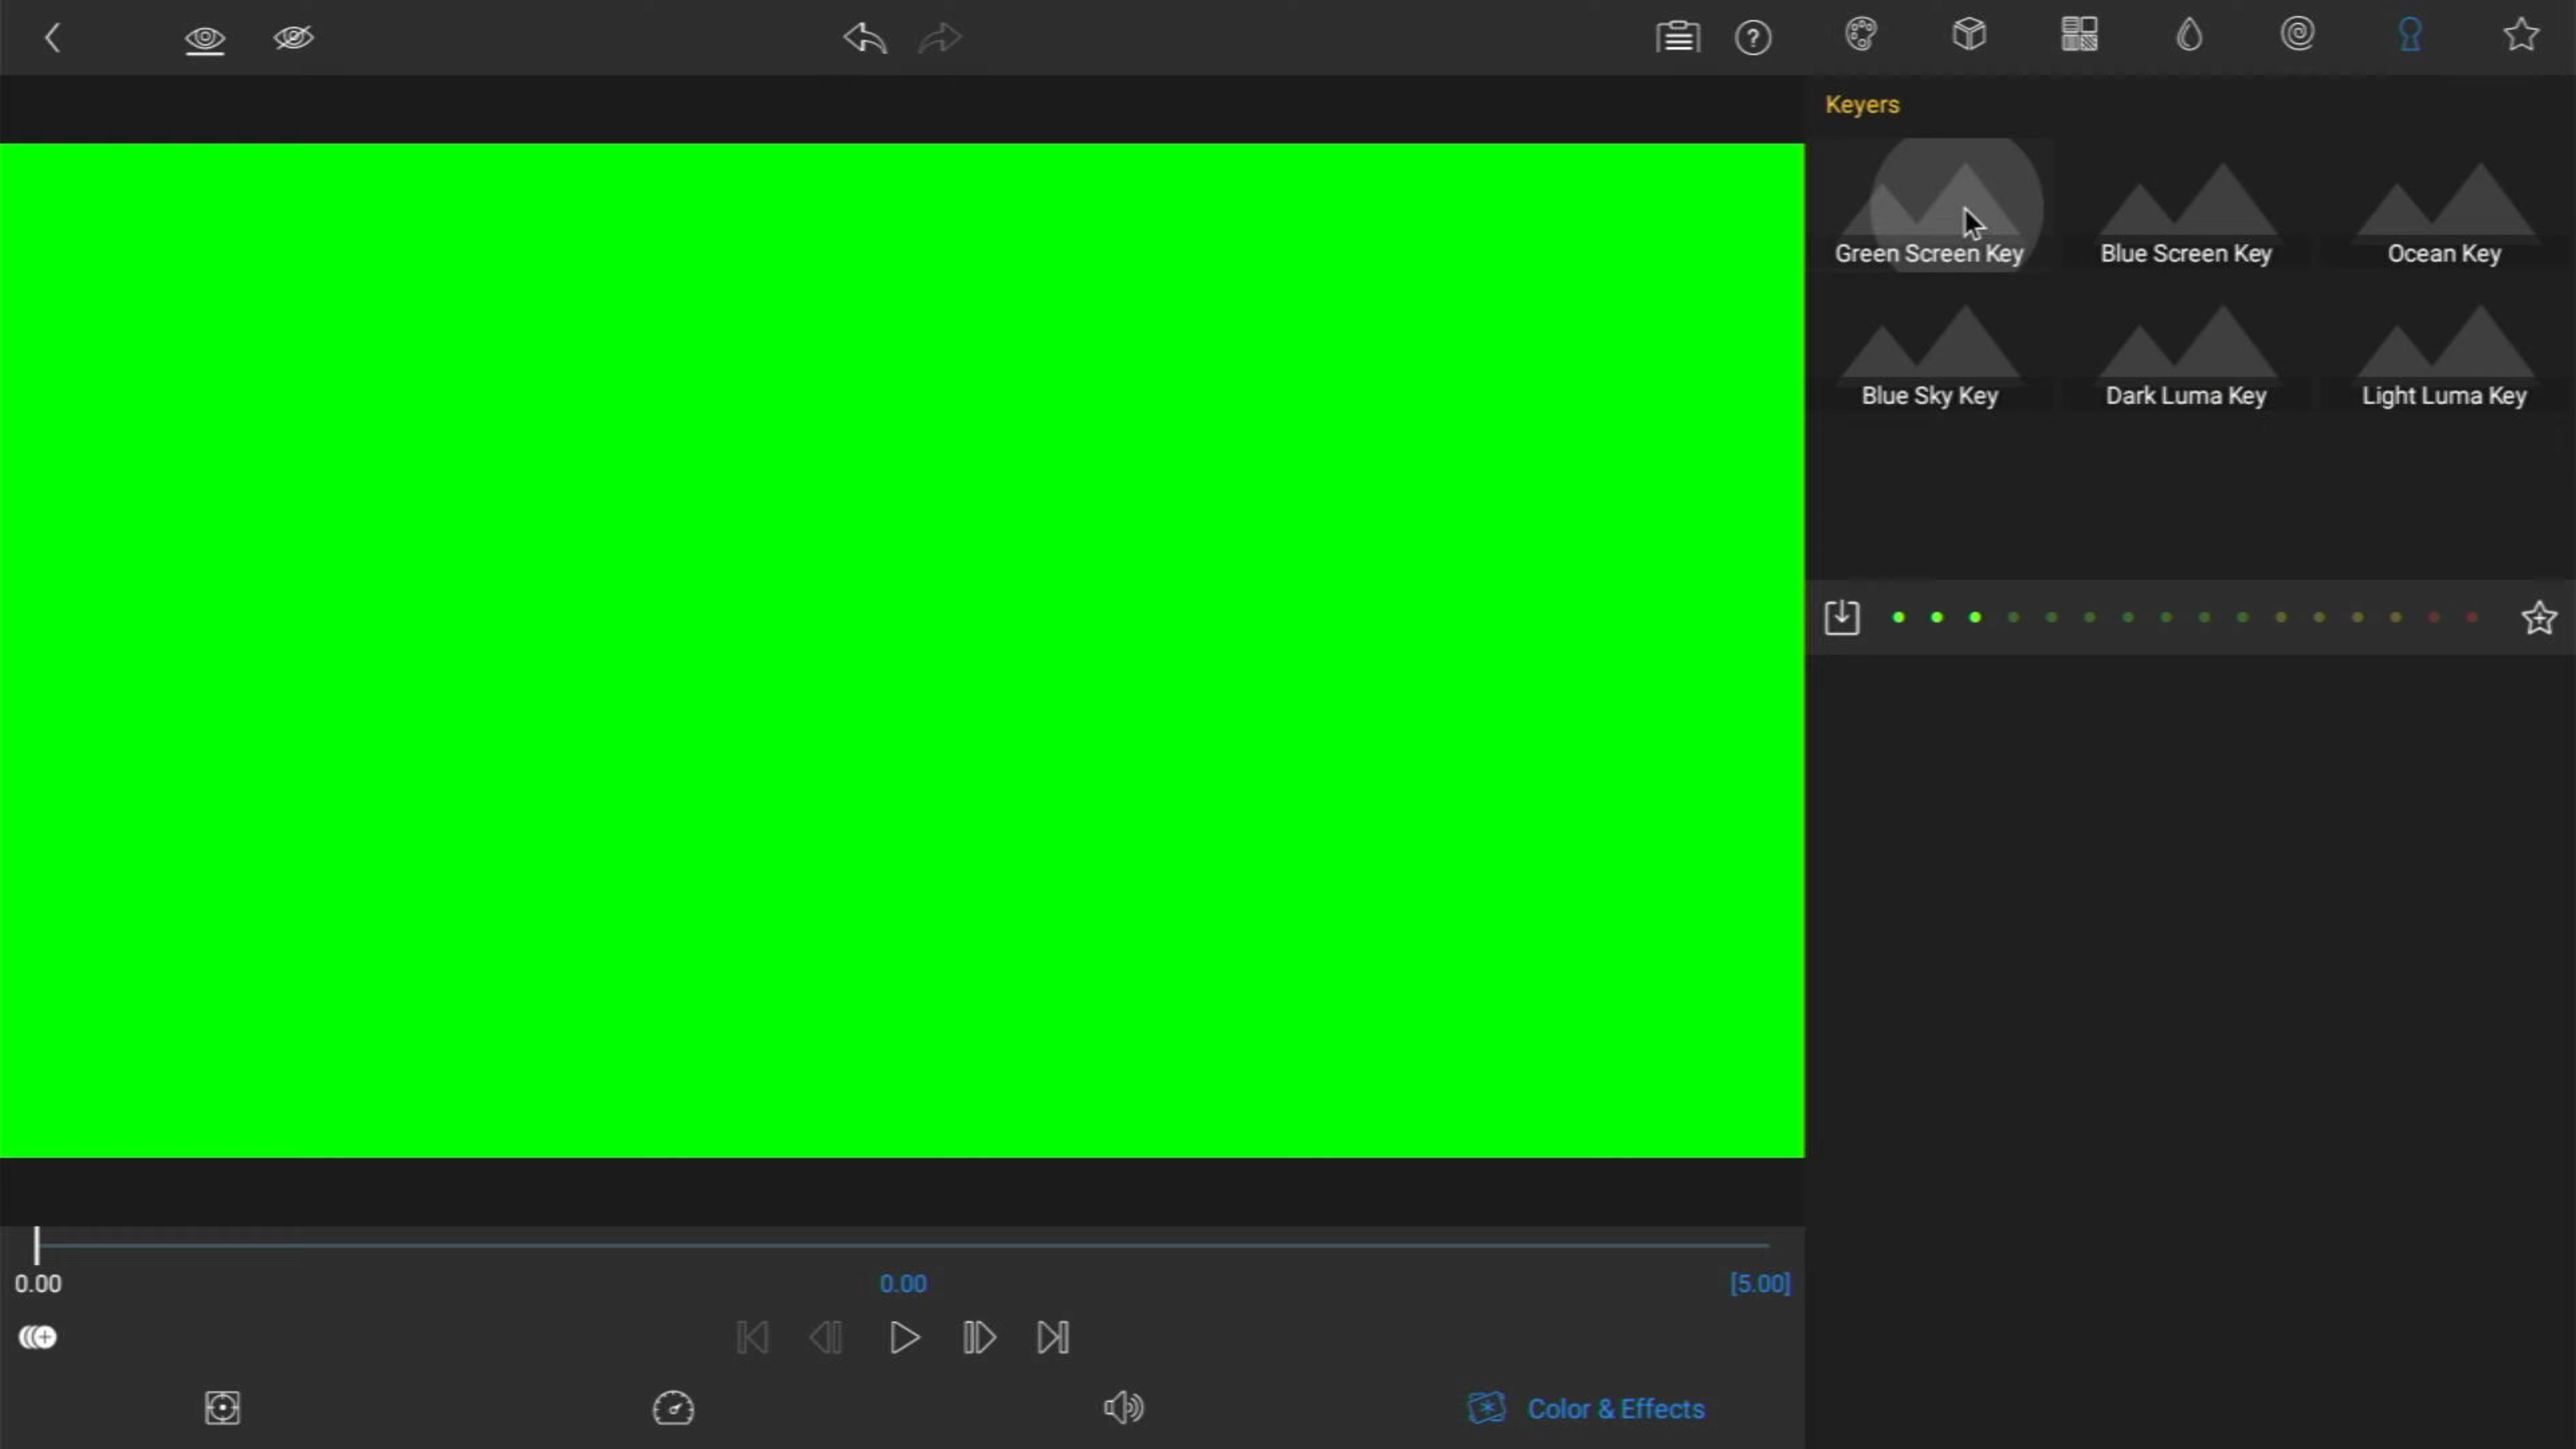 Keyers
Green Screen Key
Blue Screen Key
Ocean Key
Blue Sky Key
Dark Luma Key
Light Luma Key
0.00
0.00
[5.00]
Color & Effects